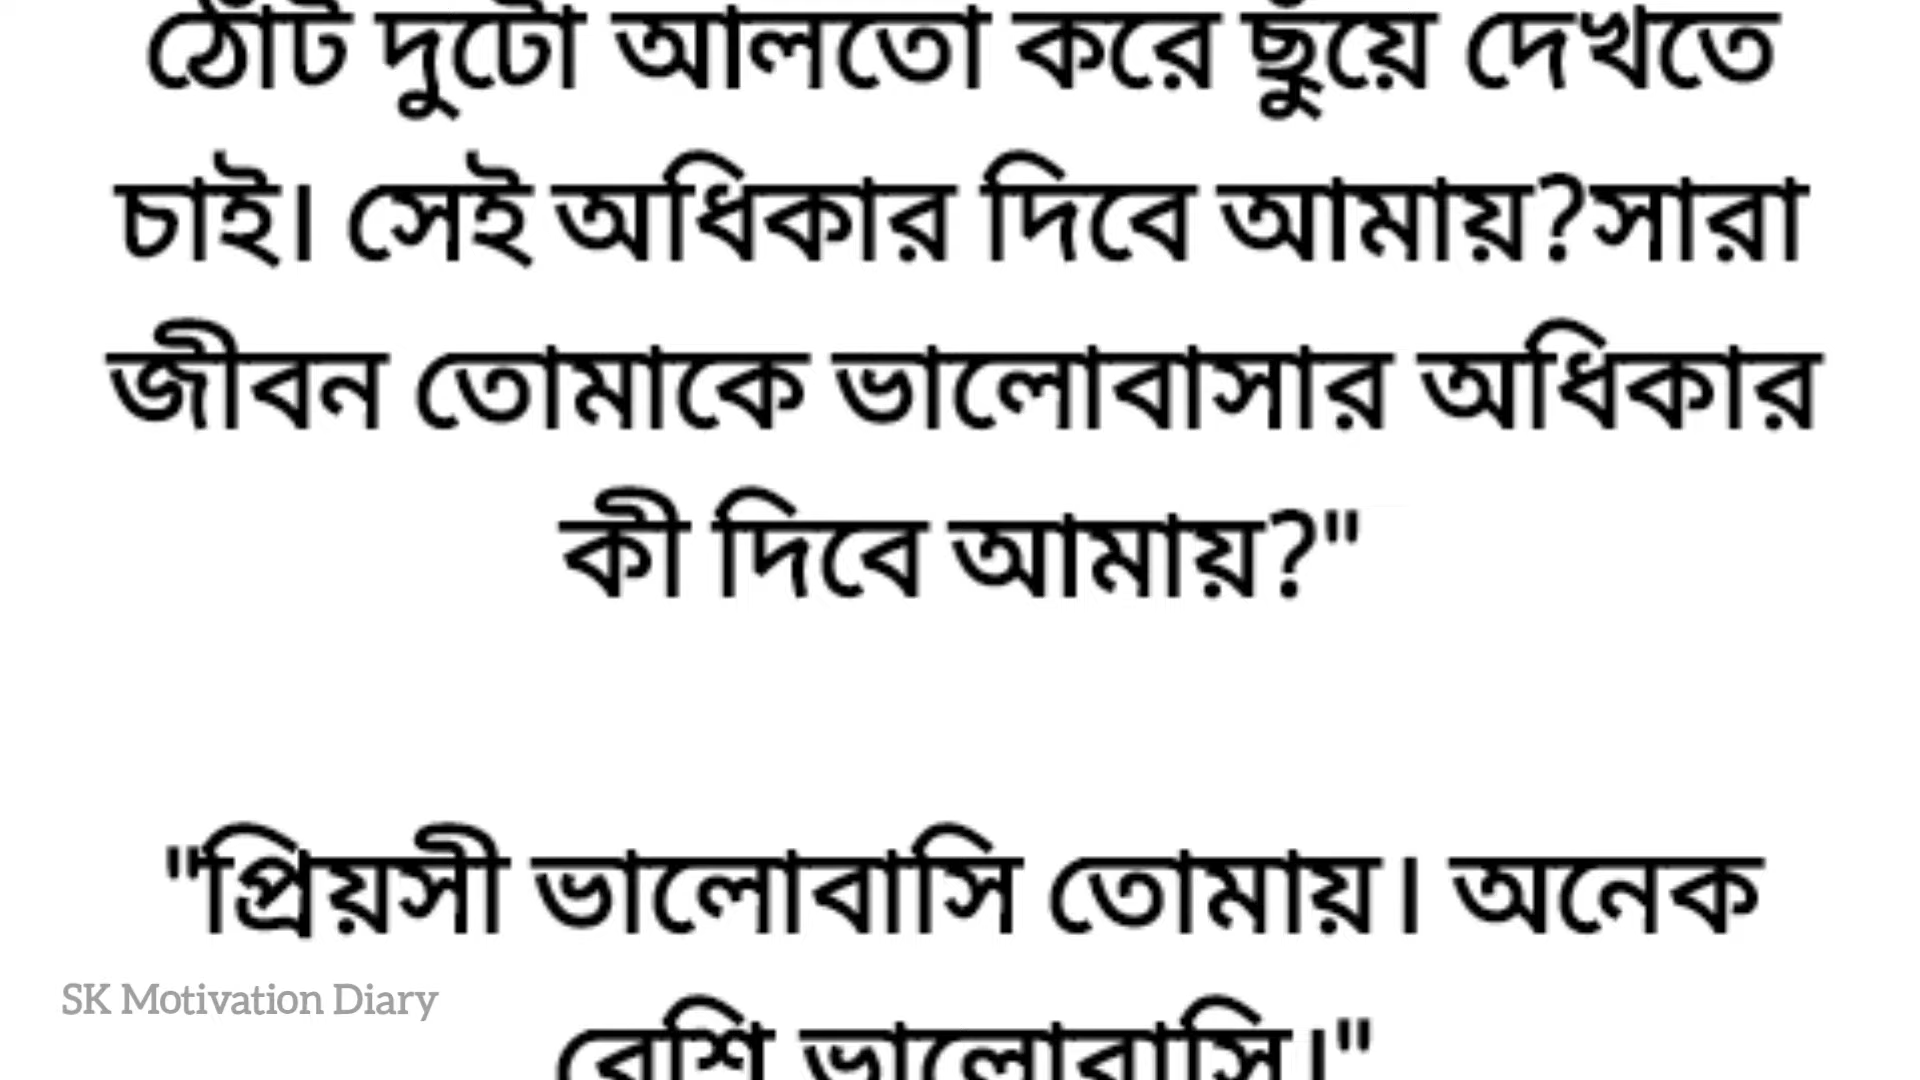 ঠোঁট দুটো আলতো করে ছুঁয়ে দেখতে
চাই। সেই অধিকার দিবে আমায়?সারা
জীবন তোমাকে ভালোবাসার অধিকার
কী দিবে আমায়?"
"প্রিয়সী ভালোবাসি তোমায়। অনেক
বেশি ভালোবাসি।"
SK Motivation Diary